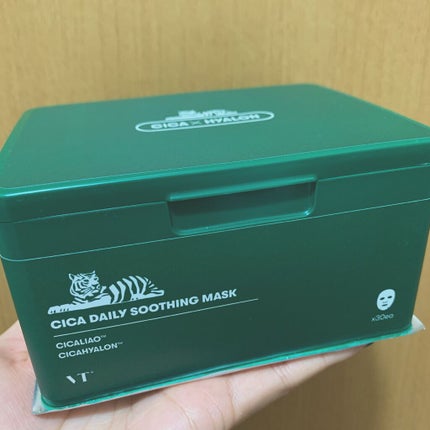 CICA × HYALON
CICA DAILY SOOTHING MASK
CICALIAO™
CICAHYALON™
VT
x30ea